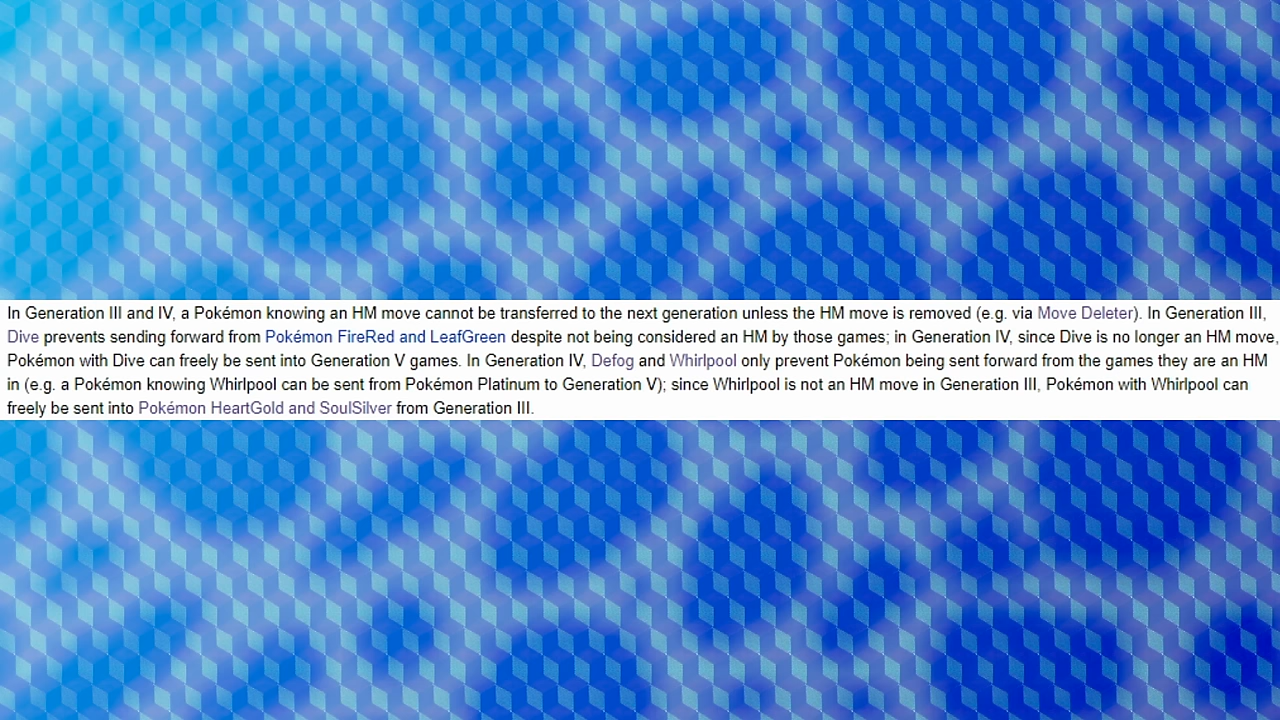 In Generation III and IV, a Pokémon knowing an HM move cannot be transferred to the next generation unless the HM move is removed (e.g. via Move Deleter). In Generation III,
Dive prevents sending forward from Pokémon FireRed and LeafGreen despite not being considered an HM by those games; in Generation IV, since Dive is no longer an HM move,
Pokémon with Dive can freely be sent into Generation V games. In Generation IV, Defog and Whirlpool only prevent Pokémon being sent forward from the games they are an HM
in (e.g. a Pokémon knowing Whirlpool can be sent from Pokémon Platinum to Generation V); since Whirlpool is not an HM move in Generation III, Pokémon with Whirlpool can
freely be sent into Pokémon HeartGold and SoulSilver from Generation III.